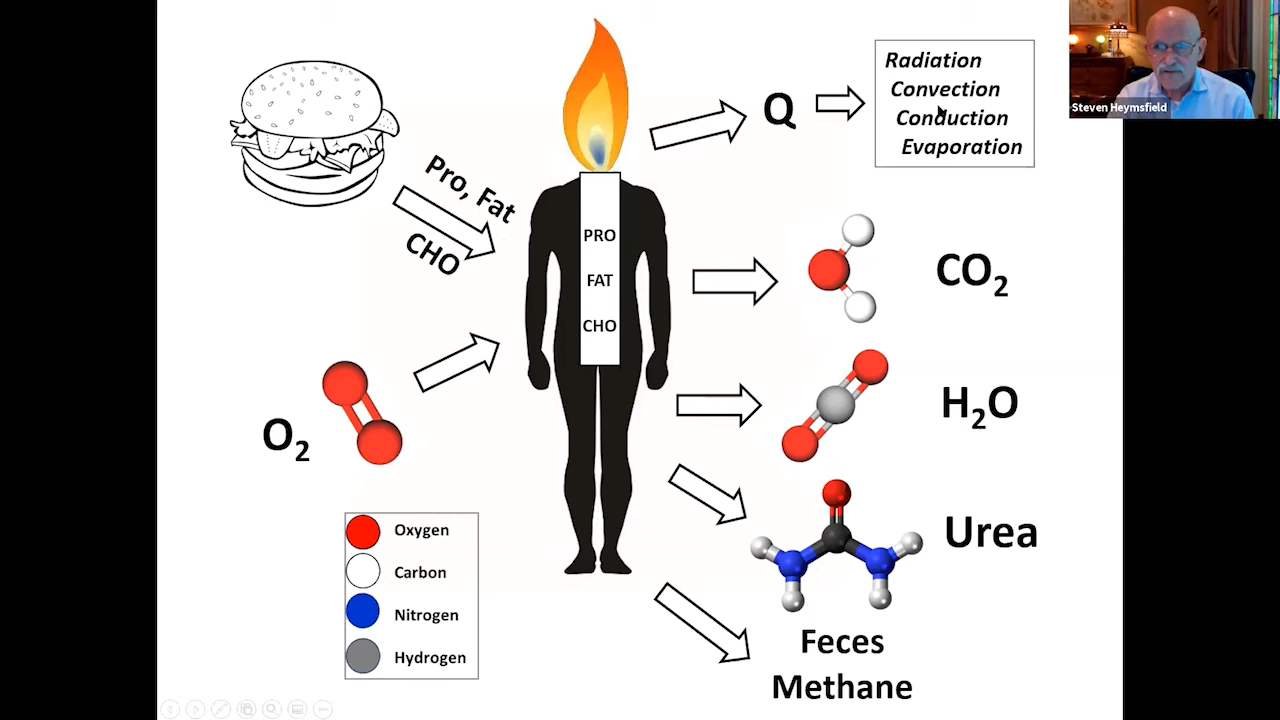 Radiation
Convection
Conduction
Evaporation
Steven Heymsfield
Q
Pro, Fat
CHO
PRO
FAT
CHO
CO₂
O₂
H₂O
Urea
Feces
Methane
Oxygen
Carbon
Nitrogen
Hydrogen